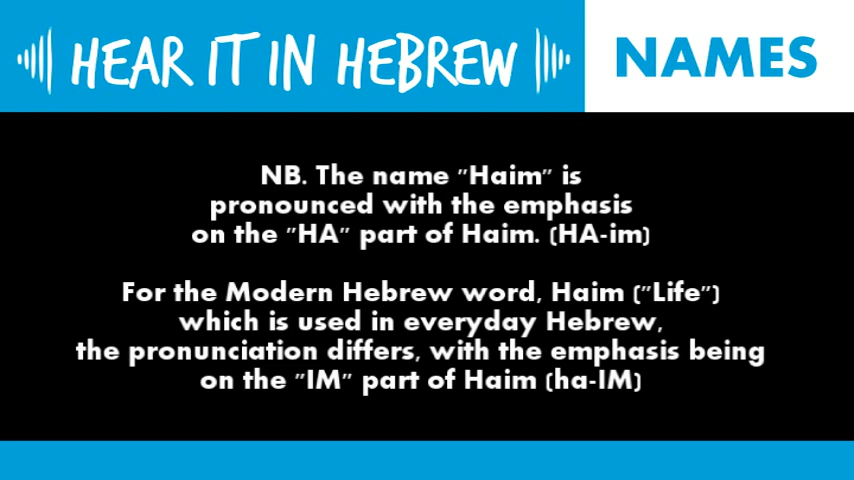 HEAR IT IN HEBREW
NAMES
NB. The name "Haim" is
pronounced with the emphasis
on the "HA" part of Haim. (HA-im)
For the Modern Hebrew word, Haim ("Life")
which is used in everyday Hebrew,
the pronunciation differs, with the emphasis being
on the "IM" part of Haim (ha-IM)